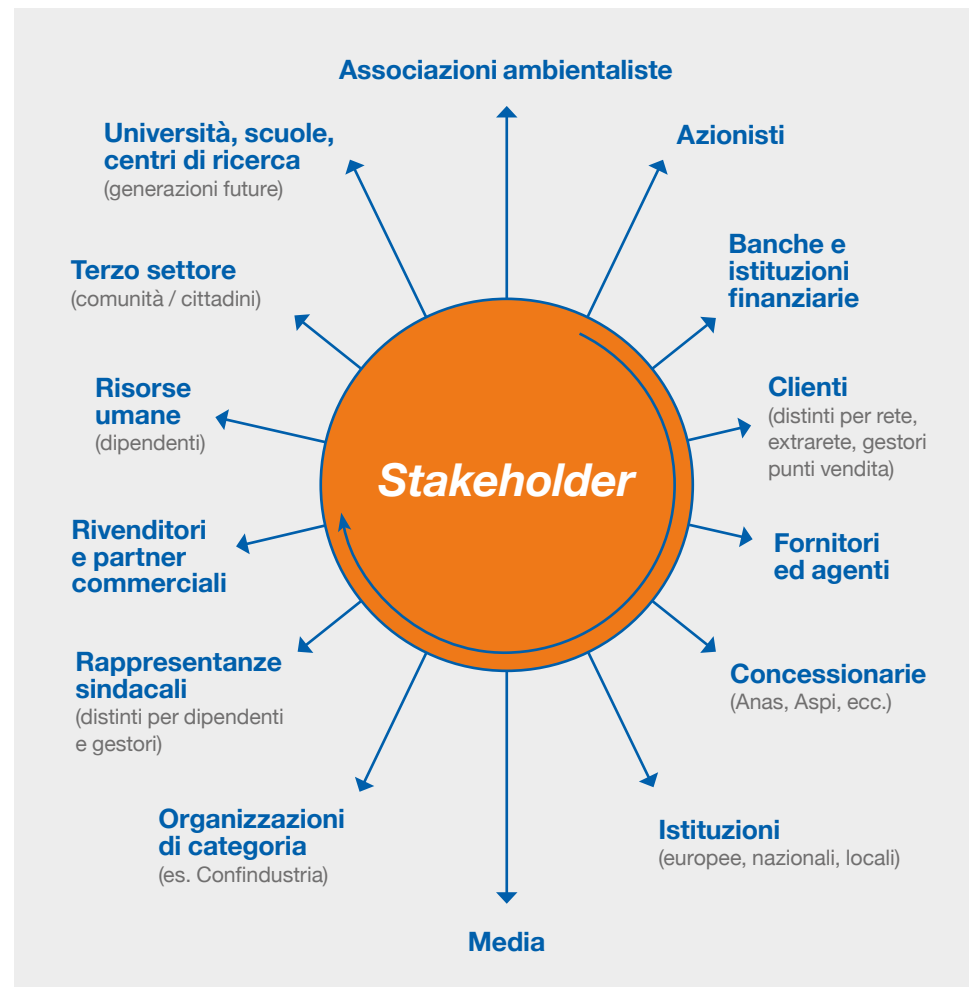 Associazioni ambientaliste
Azionisti
Banche e
istituzioni
finanziarie
Clienti
(distinti per rete,
extrarete, gestori
punti vendita)
Fornitori
ed agenti
Concessionarie
(Anas, Aspi, ecc.)
Istituzioni
(europee, nazionali, locali)
Media
Organizzazioni
di categoria
(es. Confindustria)
Rappresentanze
sindacali
(distinti per dipendenti
e gestori)
Rivenditori
e partner
commerciali
Risorse
umane
(dipendenti)
Terzo settore
(comunità / cittadini)
Università, scuole,
centri di ricerca
(generazioni future)
Stakeholder